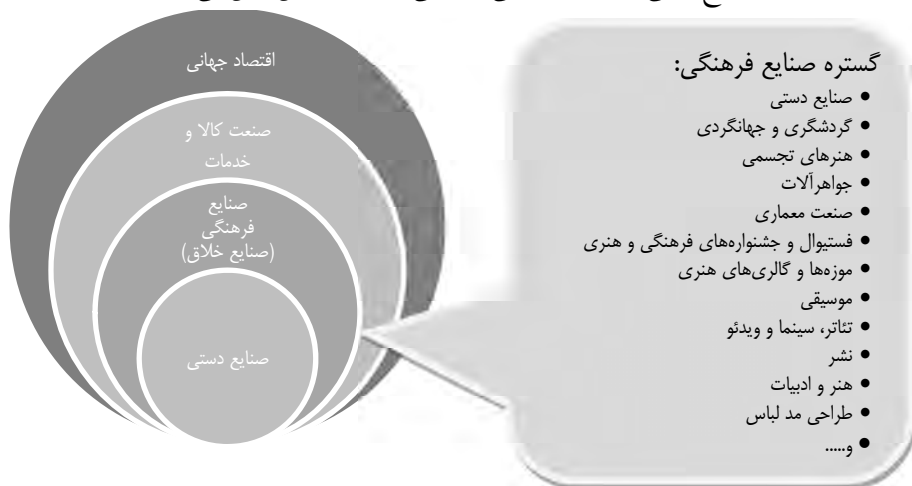 اقتصاد جهانی
صنعت کالا و
خدمات
صنایع
فرهنگی
(صنایع خلاق)
صنایع دستی
گستره صنایع فرهنگی:
• صنایع دستی
• گردشگری و جهانگردی
• هنرهای تجسمی
• جواهرآلات
• صنعت معماری
• فستیوال و جشنواره‌های فرهنگی و هنری
• موزه‌ها و گالری‌های هنری
• موسیقی
• تئاتر، سینما و ویدئو
• نشر
• هنر و ادبیات
• طراحی مد لباس
• و.....